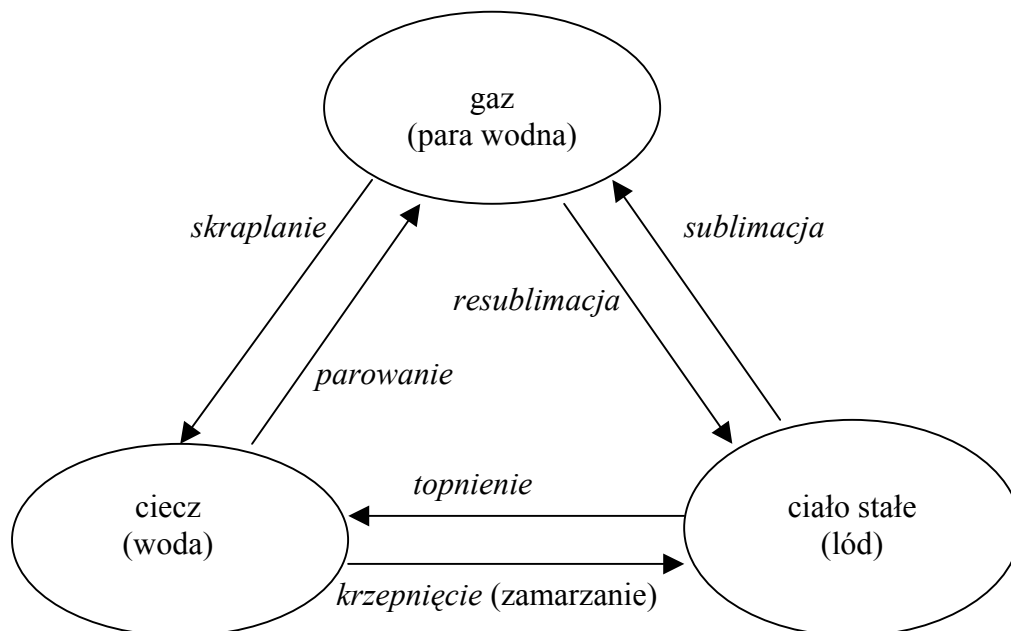 gaz
(para wodna)
skraplanie
sublimacja
resublimacja
parowanie
topnienie
ciecz
(woda)
ciało stałe
(lód)
krzepnięcie (zamarzanie)